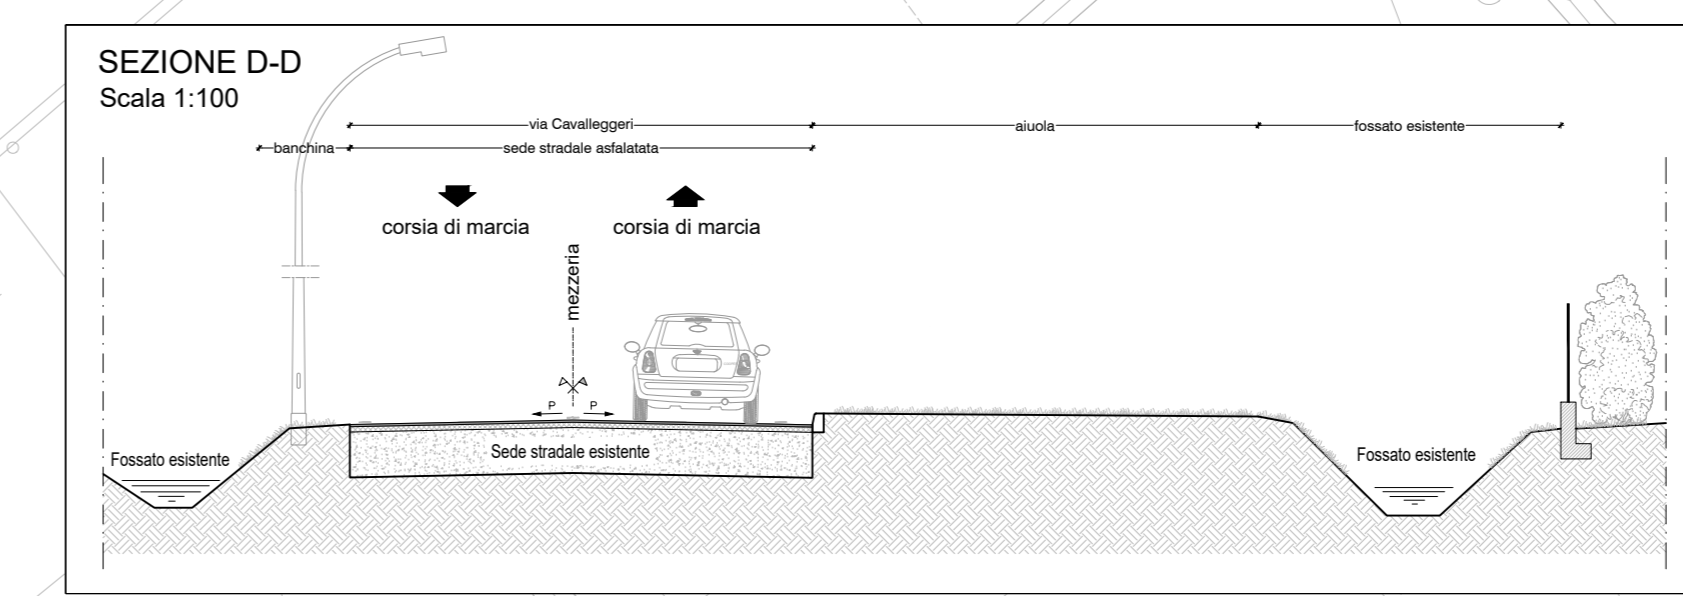 SEZIONE D-D
Scala 1:100
via Cavalleggeri
aiuola
fossato esistente
banchina
sede stradale asfalatata
corsia di marcia
corsia di marcia
mezzeria
P
P
Fossato esistente
Sede stradale esistente
Fossato esistente